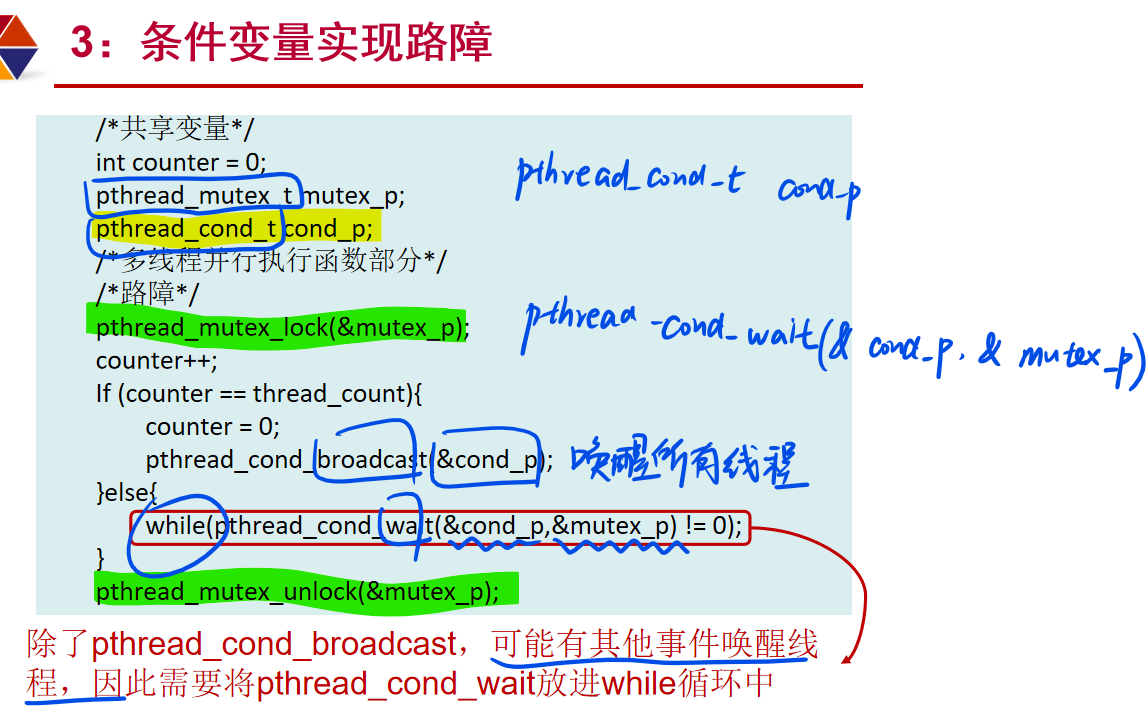 3：条件变量实现路障
/*共享变量*/
int counter = 0;
pthread_mutex_t mutex_p;
pthread_cond_t cond_p;
pthread_cond_t cond_p
/*多线程并行执行函数部分*/
/*路障*/
pthread_mutex_lock(&mutex_p);
pthread_cond_wait(& cond_p, & mutex_p)
counter++;
If (counter == thread_count){
counter = 0;
pthread_cond_broadcast(&cond_p); 唤醒所有线程
}else{
while(pthread_cond_wait(&cond_p,&mutex_p) != 0);
}
pthread_mutex_unlock(&mutex_p);
除了pthread_cond_broadcast，可能有其他事件唤醒线
程，因此需要将pthread_cond_wait放进while循环中